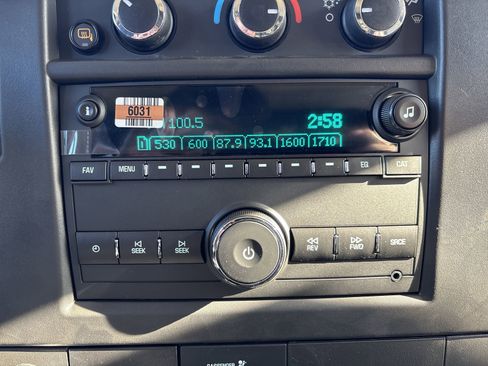 6031
100.5
2:58
1 530 600 87.9 93.1 1600 1710
FAV MENU EQ CAT
SEEK SEEK REV FWD SRCE
PASSENGER